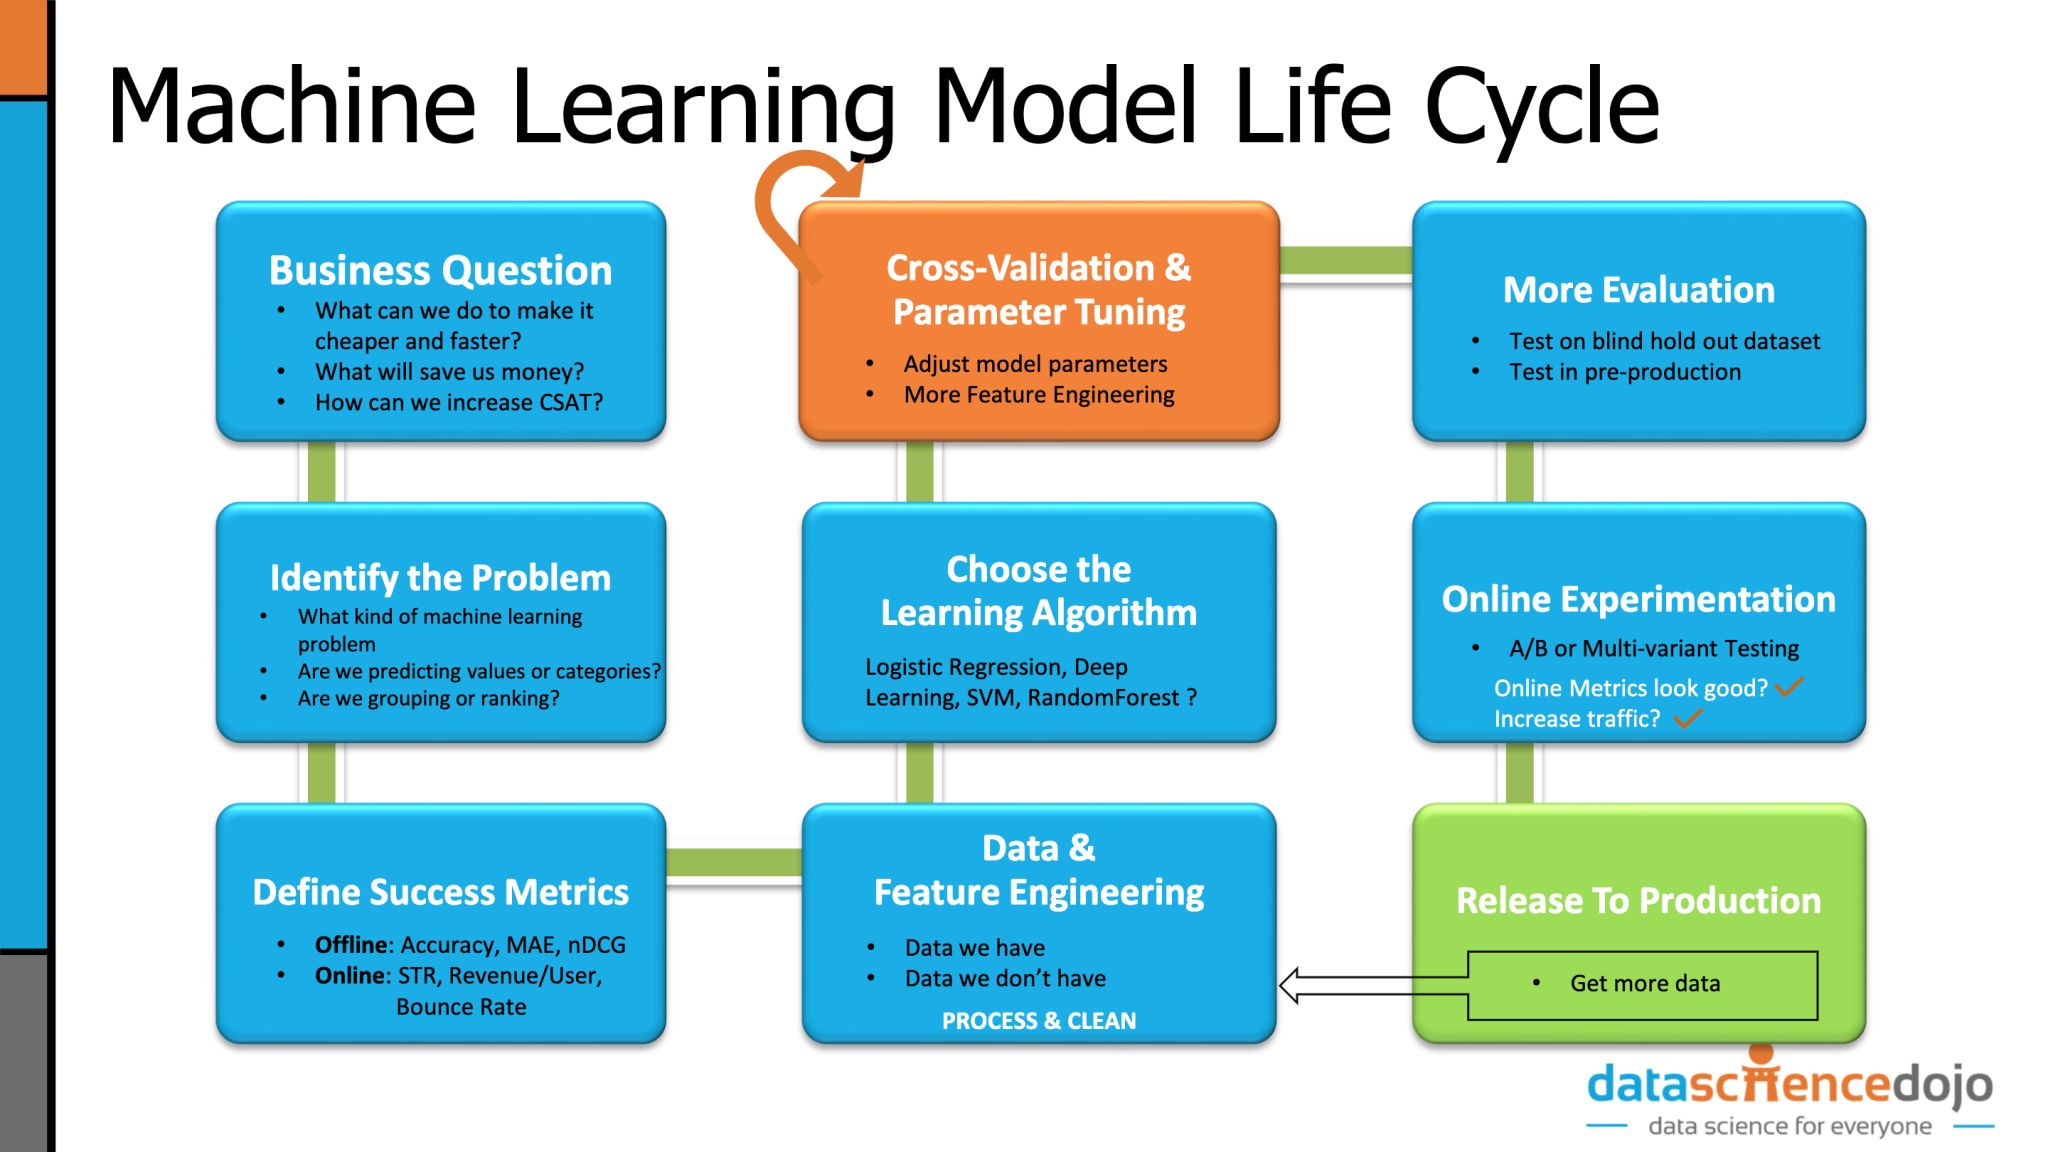 Machine Learning Model Life Cycle
Business Question
• What can we do to make it
cheaper and faster?
• What will save us money?
• How can we increase CSAT?
Identify the Problem
• What kind of machine learning
problem
• Are we predicting values or categories?
• Are we grouping or ranking?
Define Success Metrics
• Offline: Accuracy, MAE, nDCG
• Online: STR, Revenue/User,
Bounce Rate
Data &
Feature Engineering
• Data we have
• Data we don’t have
PROCESS & CLEAN
Choose the
Learning Algorithm
Logistic Regression, Deep
Learning, SVM, RandomForest ?
Cross-Validation &
Parameter Tuning
• Adjust model parameters
• More Feature Engineering
More Evaluation
• Test on blind hold out dataset
• Test in pre-production
Online Experimentation
• A/B or Multi-variant Testing
Online Metrics look good? ✓
Increase traffic? ✓
Release To Production
• Get more data
datasciencedojo
data science for everyone